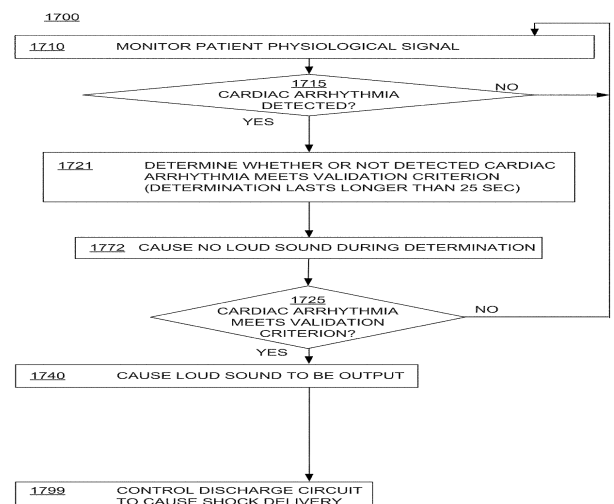 1700
1710 MONITOR PATIENT PHYSIOLOGICAL SIGNAL
1715
CARDIAC ARRHYTHMIA
DETECTED?
NO
YES
1721 DETERMINE WHETHER OR NOT DETECTED CARDIAC
ARRHYTHMIA MEETS VALIDATION CRITERION
(DETERMINATION LASTS LONGER THAN 25 SEC)
1772 CAUSE NO LOUD SOUND DURING DETERMINATION
1725
CARDIAC ARRHYTHMIA
MEETS VALIDATION
CRITERION?
NO
YES
1740 CAUSE LOUD SOUND TO BE OUTPUT
1799 CONTROL DISCHARGE CIRCUIT
TO CAUSE SHOCK DELIVERY